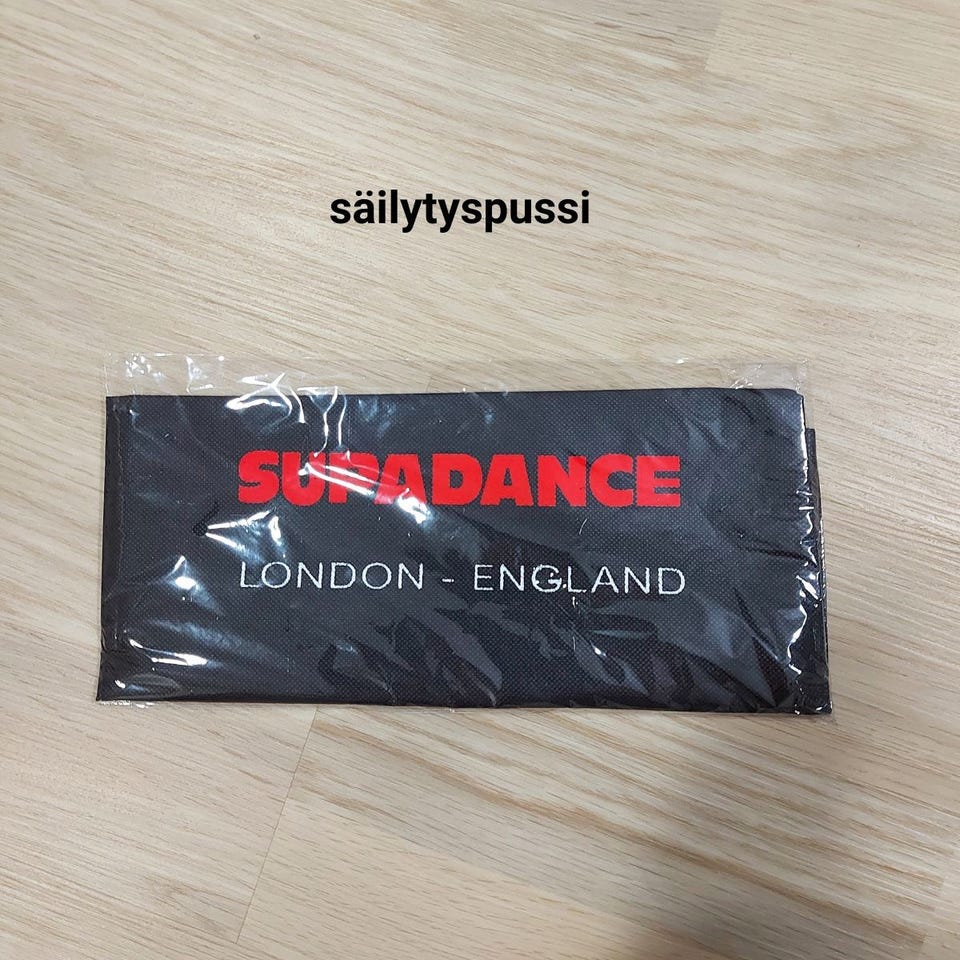 säilytyspussi
SUPADANCE
LONDON - ENGLAND